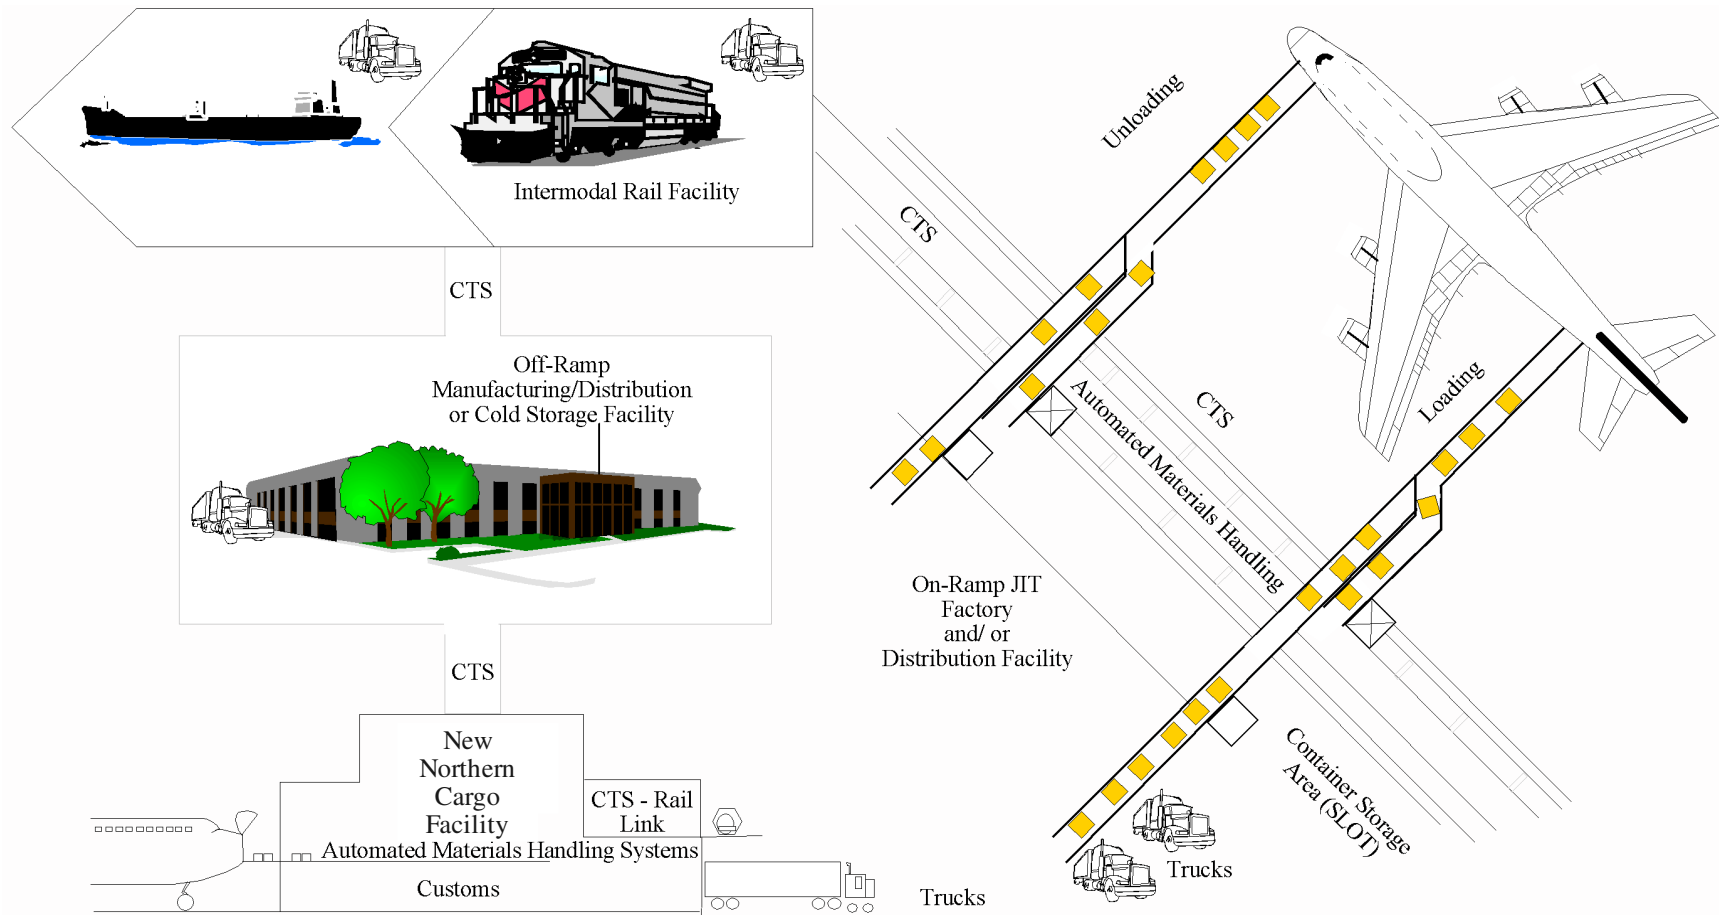 Intermodal Rail Facility
CTS
Off-Ramp
Manufacturing/Distribution
or Cold Storage Facility
CTS
New
Northern
Cargo
Facility
CTS - Rail
Link
Automated Materials Handling Systems
Customs
Trucks
Unloading
CTS
CTS
Automated Materials Handling
Loading
On-Ramp JIT
Factory
and/ or
Distribution Facility
Container Storage
Area (SLOT)
Trucks